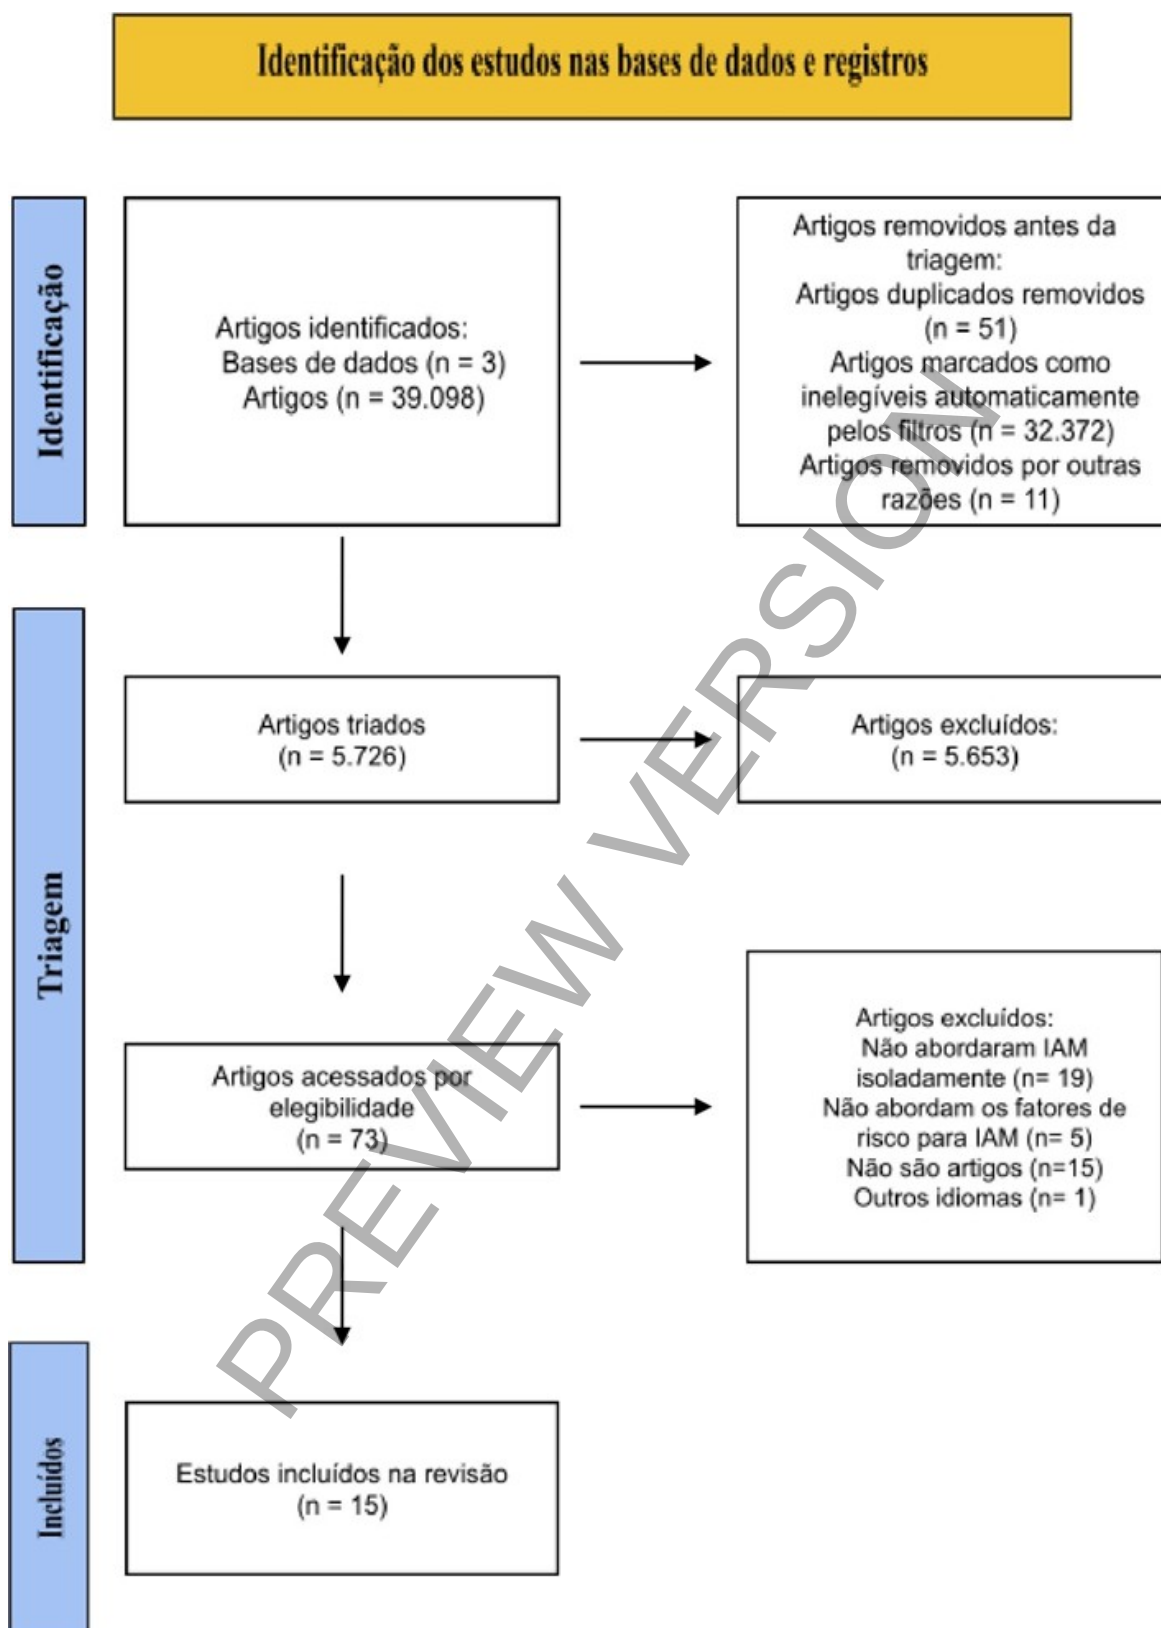 Identificação dos estudos nas bases de dados e registros
Identificação
Artigos identificados:
Bases de dados (n = 3)
Artigos (n = 39.098)
Artigos removidos antes da
triagem:
Artigos duplicados removidos
(n = 51)
Artigos marcados como
inelegíveis automaticamente
pelos filtros (n = 32.372)
Artigos removidos por outras
razões (n = 11)
Triagem
Artigos triados
(n = 5.726)
Artigos excluídos:
(n = 5.653)
Artigos acessados por
elegibilidade
(n = 73)
Artigos excluídos:
Não abordaram IAM
isoladamente (n= 19)
Não abordam os fatores de
risco para IAM (n= 5)
Não são artigos (n=15)
Outros idiomas (n= 1)
Incluídos
Estudos incluídos na revisão
(n = 15)
PREVIEW VERSION